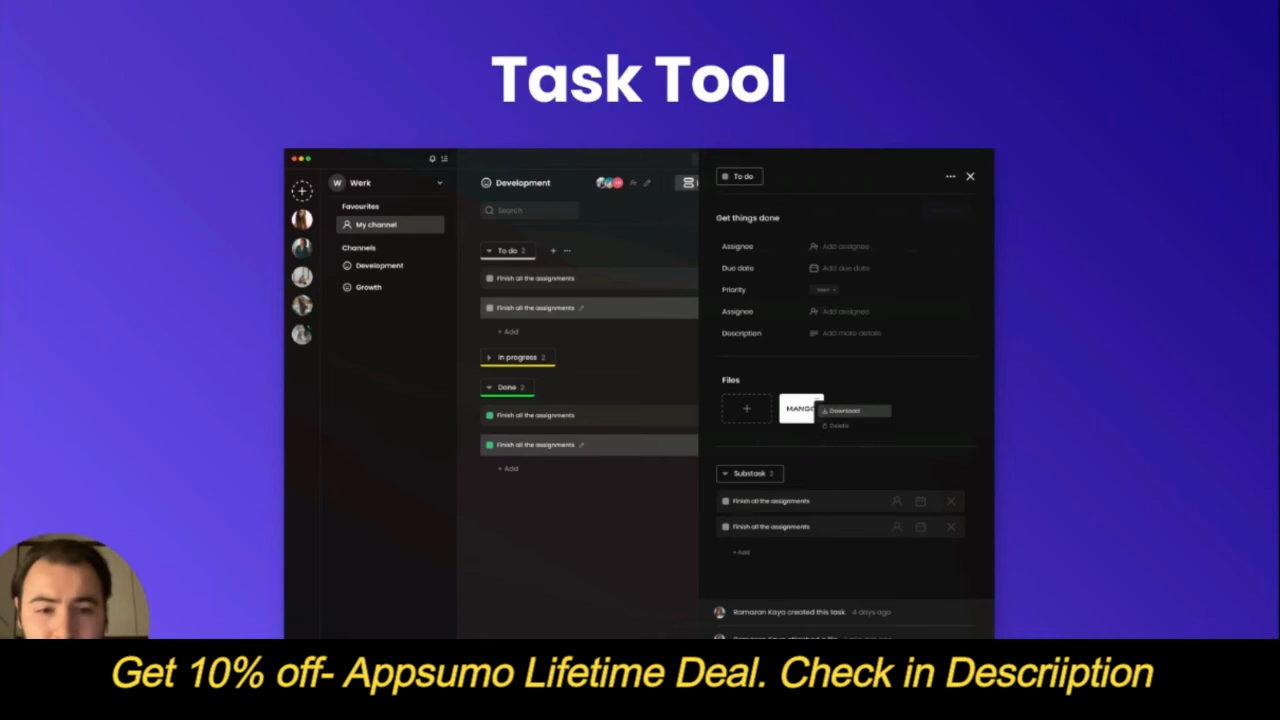 Task Tool
W Werk
Favourites
My channel
Channels
Development
Growth
Development
Search
To do 2
Finish all the assignments
Finish all the assignments
+ Add
In progress 2
Done 2
Finish all the assignments
Finish all the assignments
+ Add
To do
Get things done
Assignee Add assignee
Due date Add due date
Priority
Assignee Add assignee
Description Add more details
Files
MANGO
Download
Delete
Substask 2
Finish all the assignments
Finish all the assignments
+ Add
Ramazan Kaya created this task. 4 days ago
Get 10% off- Appsumo Lifetime Deal. Check in Descriiption